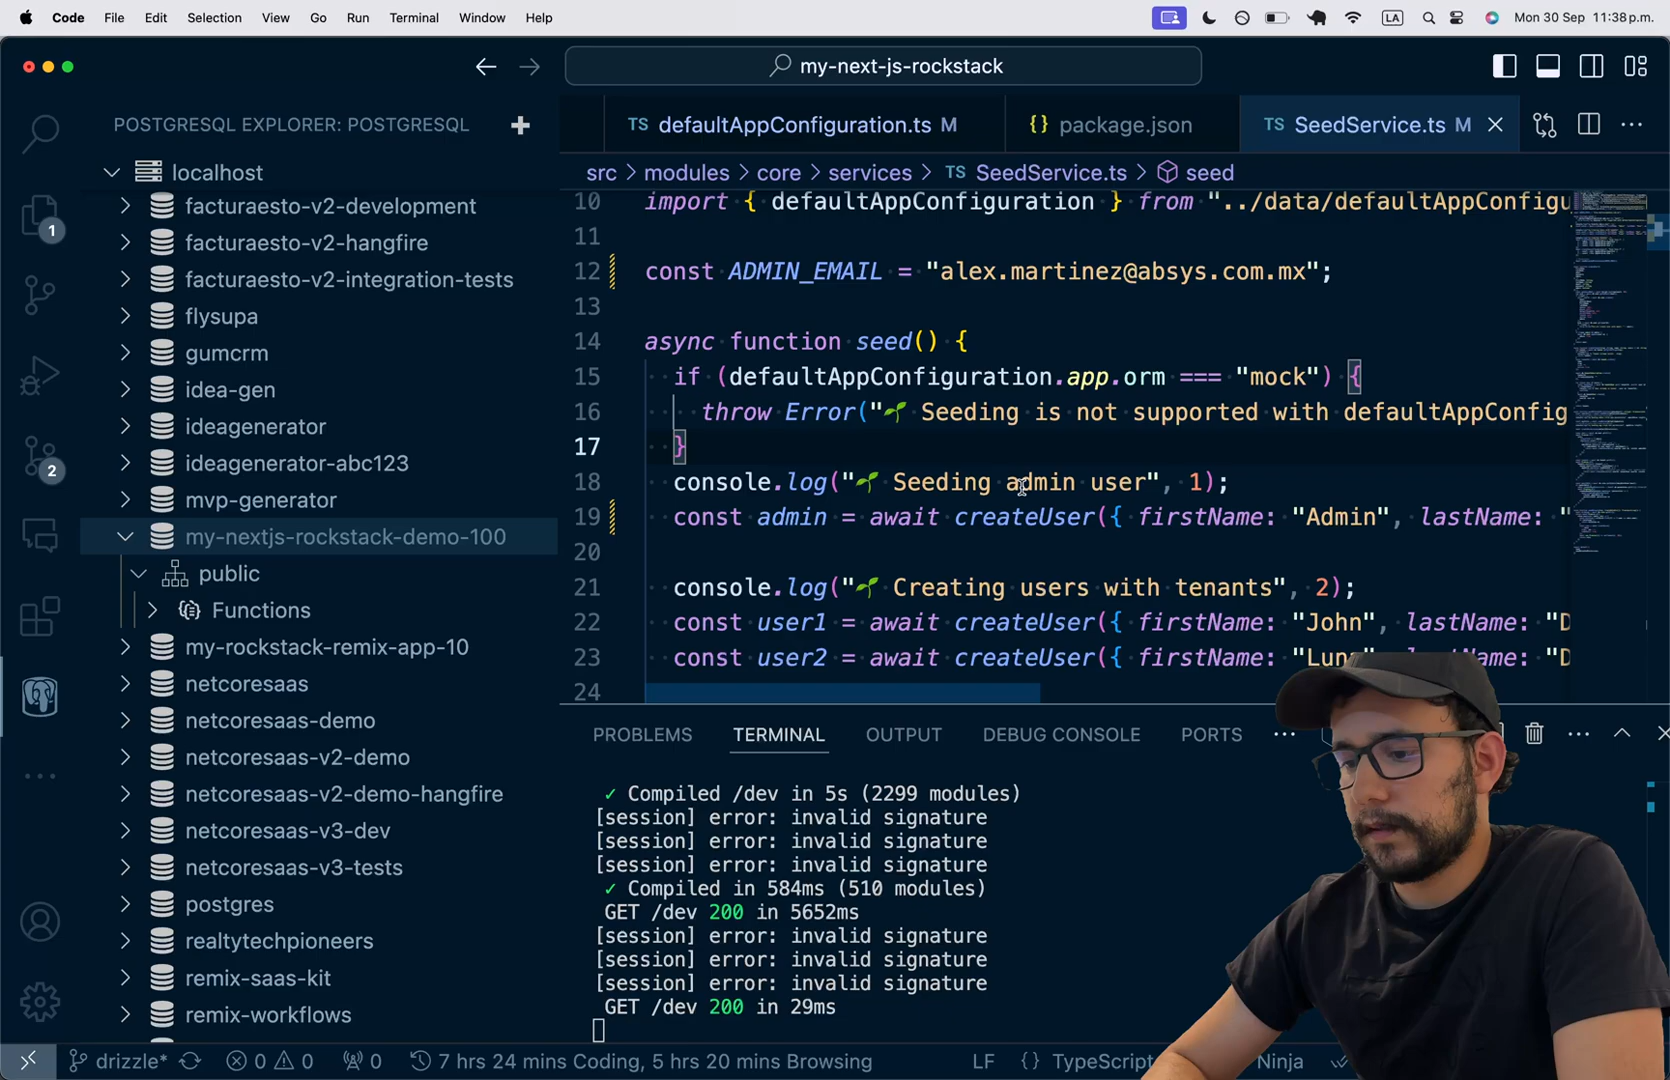 Code File Edit Selection View Go Run Terminal Window Help
LA Mon 30 Sep 11:38 p.m.
my-next-js-rockstack
POSTGRESQL EXPLORER: POSTGRESQL
localhost
facturaesto-v2-development
facturaesto-v2-hangfire
facturaesto-v2-integration-tests
flysupa
gumcrm
idea-gen
ideagenerator
ideagenerator-abc123
mvp-generator
my-nextjs-rockstack-demo-100
public
Functions
my-rockstack-remix-app-10
netcoresaas
netcoresaas-demo
netcoresaas-v2-demo
netcoresaas-v2-demo-hangfire
netcoresaas-v3-dev
netcoresaas-v3-tests
postgres
realtytechpioneers
remix-saas-kit
remix-workflows
1
2
TS defaultAppConfiguration.ts M {} package.json TS SeedService.ts M
src > modules > core > services > TS SeedService.ts > seed
10 import { defaultAppConfiguration } from "../data/defaultAppConfigu
11
12 const ADMIN_EMAIL = "alex.martinez@absys.com.mx";
13
14 async function seed() {
15 if (defaultAppConfiguration.app.orm === "mock") {
16 throw Error("🌱 Seeding is not supported with defaultAppConfig
17 }
18 console.log("🌱 Seeding admin user", 1);
19 const admin = await createUser({ firstName: "Admin", lastName: "
20
21 console.log("🌱 Creating users with tenants", 2);
22 const user1 = await createUser({ firstName: "John", lastName: "D
23 const user2 = await createUser({ firstName: "Luna", lastName: "D
24
PROBLEMS TERMINAL OUTPUT DEBUG CONSOLE PORTS
✓ Compiled /dev in 5s (2299 modules)
[session] error: invalid signature
[session] error: invalid signature
[session] error: invalid signature
✓ Compiled in 584ms (510 modules)
GET /dev 200 in 5652ms
[session] error: invalid signature
[session] error: invalid signature
[session] error: invalid signature
GET /dev 200 in 29ms
drizzle* 0 0 0 7 hrs 24 mins Coding, 5 hrs 20 mins Browsing LF {} TypeScript Ninja